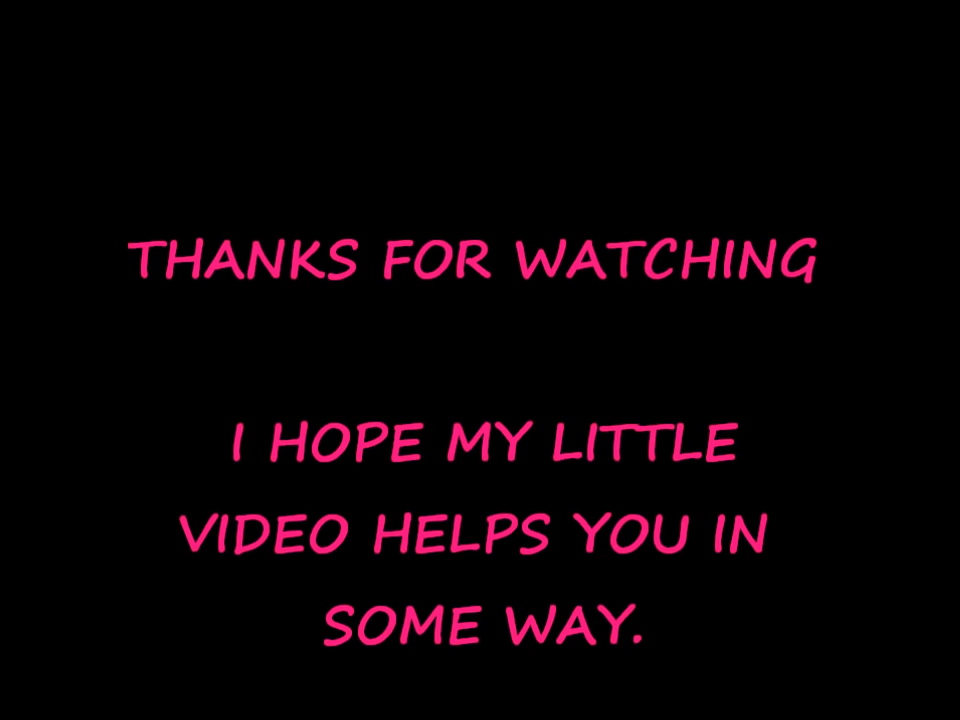 THANKS FOR WATCHING
I HOPE MY LITTLE
VIDEO HELPS YOU IN
SOME WAY.